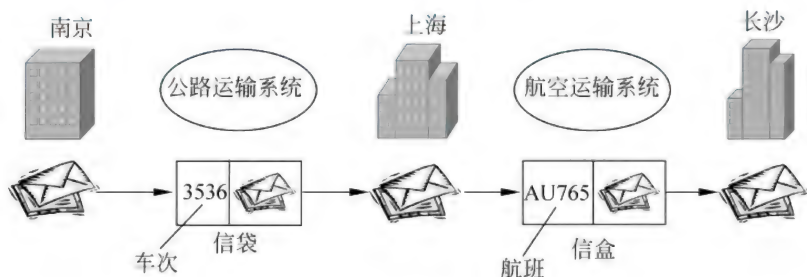 南京
上海
长沙
公路运输系统
航空运输系统
3536
AU765
车次
信袋
航班
信盒